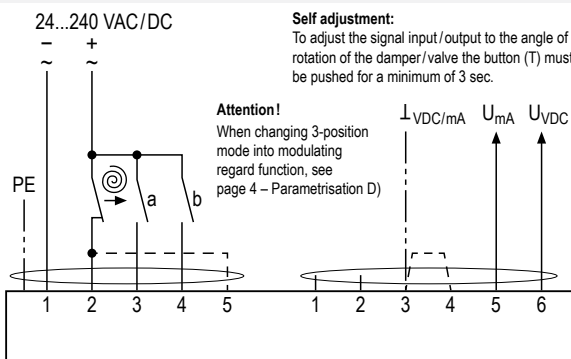 24...240 VAC/DC
– +
~ ~
Self adjustment:
To adjust the signal input/output to the angle of
rotation of the damper/valve the button (T) must
be pushed for a minimum of 3 sec.
Attention!
When changing 3-position
mode into modulating
regard function, see
page 4 – Parametrisation D)
⊥ VDC/mA UmA UVDC
PE
a b
1 2 3 4 5 1 2 3 4 5 6